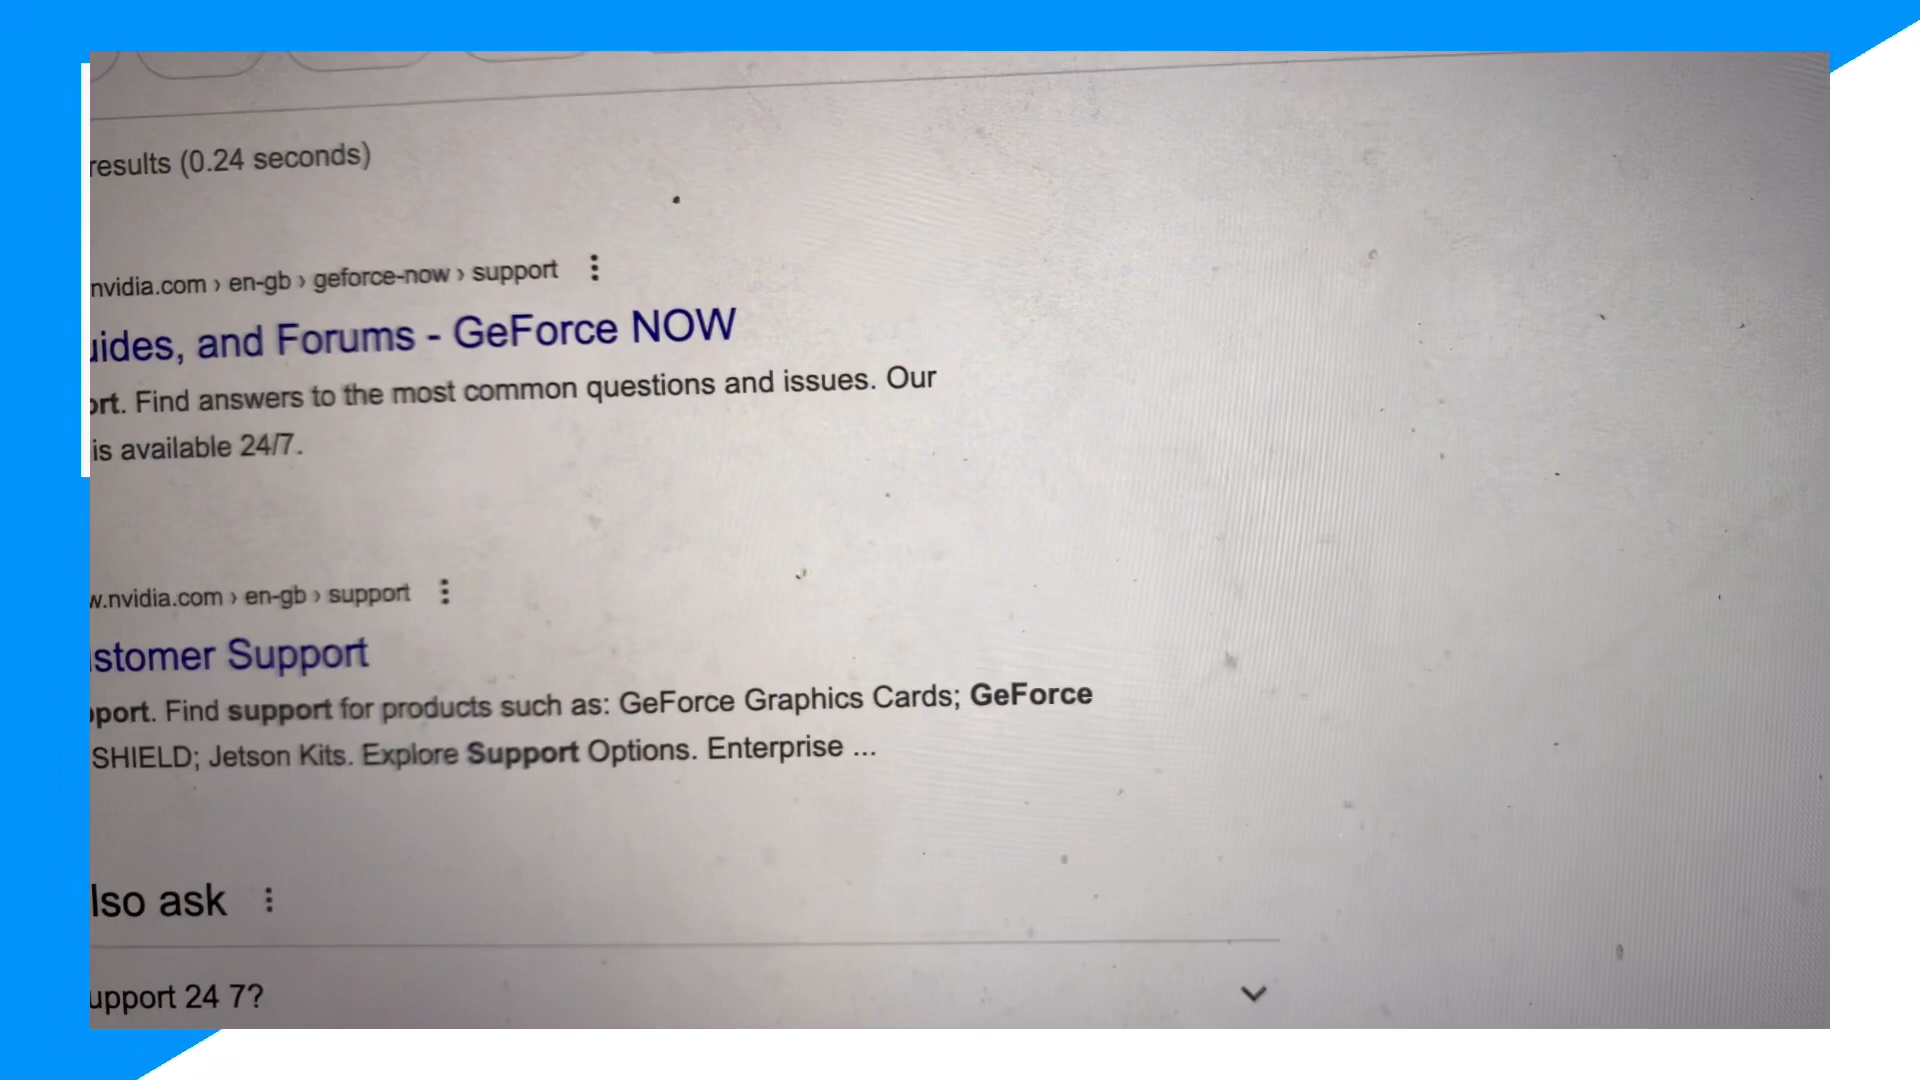 results (0.24 seconds)
nvidia.com › en-gb › geforce-now › support
uides, and Forums - GeForce NOW
ort. Find answers to the most common questions and issues. Our
is available 24/7.
w.nvidia.com › en-gb › support
stomer Support
pport. Find support for products such as: GeForce Graphics Cards; GeForce
SHIELD; Jetson Kits. Explore Support Options. Enterprise ...
lso ask
upport 24 7?